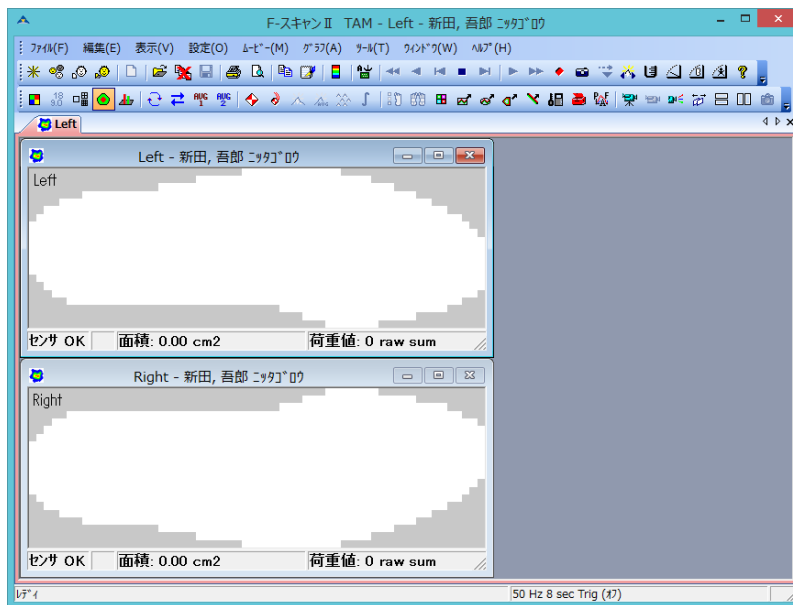 F-スキャンⅡ TAM - Left - 新田, 吾郎 ﾆｯﾀｺﾞﾛｳ
ﾌｧｲﾙ(F) 編集(E) 表示(V) 設定(O) ﾑｰﾋﾞｰ(M) ｸﾞﾗﾌ(A) ﾂｰﾙ(T) ｳｨﾝﾄﾞｳ(W) ﾍﾙﾌﾟ(H)
AVG 1 AVG 2
Left
Left - 新田, 吾郎 ﾆｯﾀｺﾞﾛｳ
Left
センサ OK 面積: 0.00 cm2 荷重値: 0 raw sum
Right - 新田, 吾郎 ﾆｯﾀｺﾞﾛｳ
Right
センサ OK 面積: 0.00 cm2 荷重値: 0 raw sum
ﾚﾃﾞｨ 50 Hz 8 sec Trig (ｵﾌ)